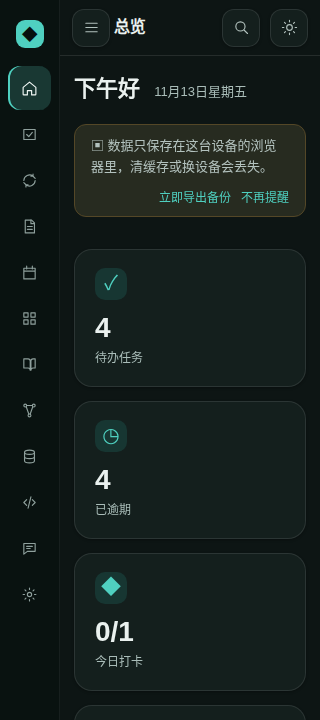 总览
下午好
11月13日星期五
数据只保存在这台设备的浏览
器里，清缓存或换设备会丢失。
立即导出备份 不再提醒
4
待办任务
4
已逾期
0/1
今日打卡